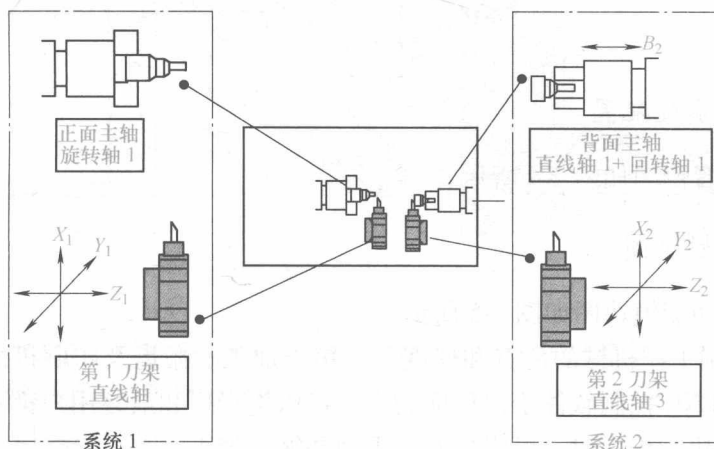 正面主轴
旋转轴 1
X₁
Y₁
Z₁
第 1 刀架
直线轴
系统 1
B₂
背面主轴
直线轴 1+ 回转轴 1
X₂
Y₂
Z₂
第 2 刀架
直线轴 3
系统 2